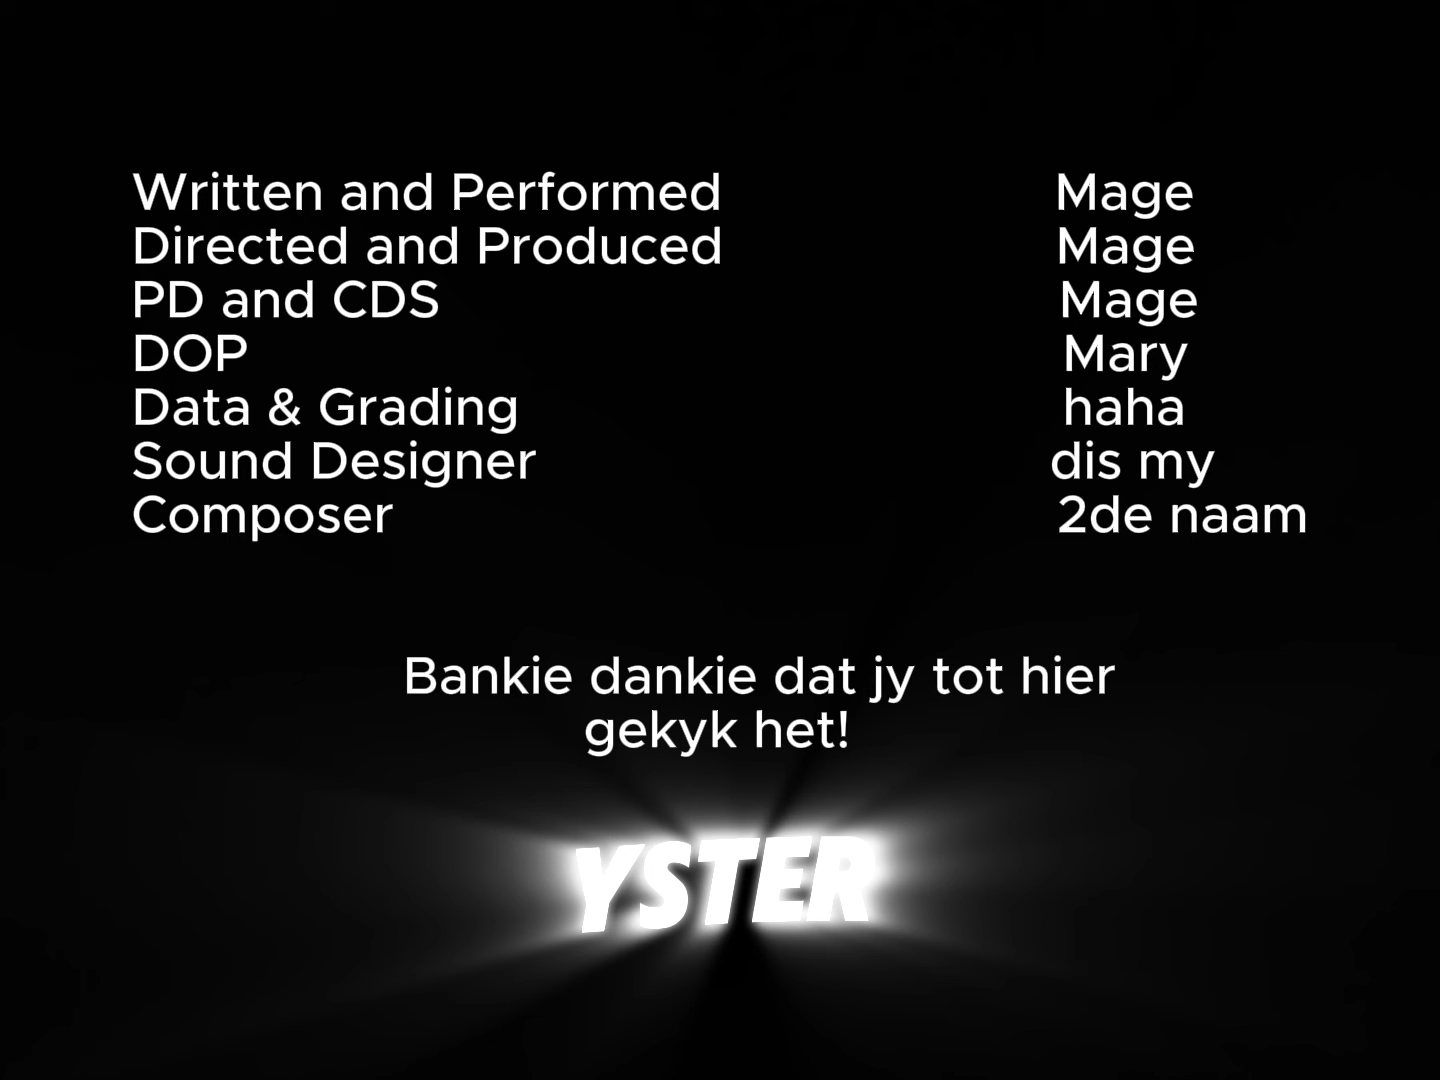 Written and Performed Mage
Directed and Produced Mage
PD and CDS Mage
DOP Mary
Data & Grading haha
Sound Designer dis my
Composer 2de naam
Bankie dankie dat jy tot hier
gekyk het!
YSTER